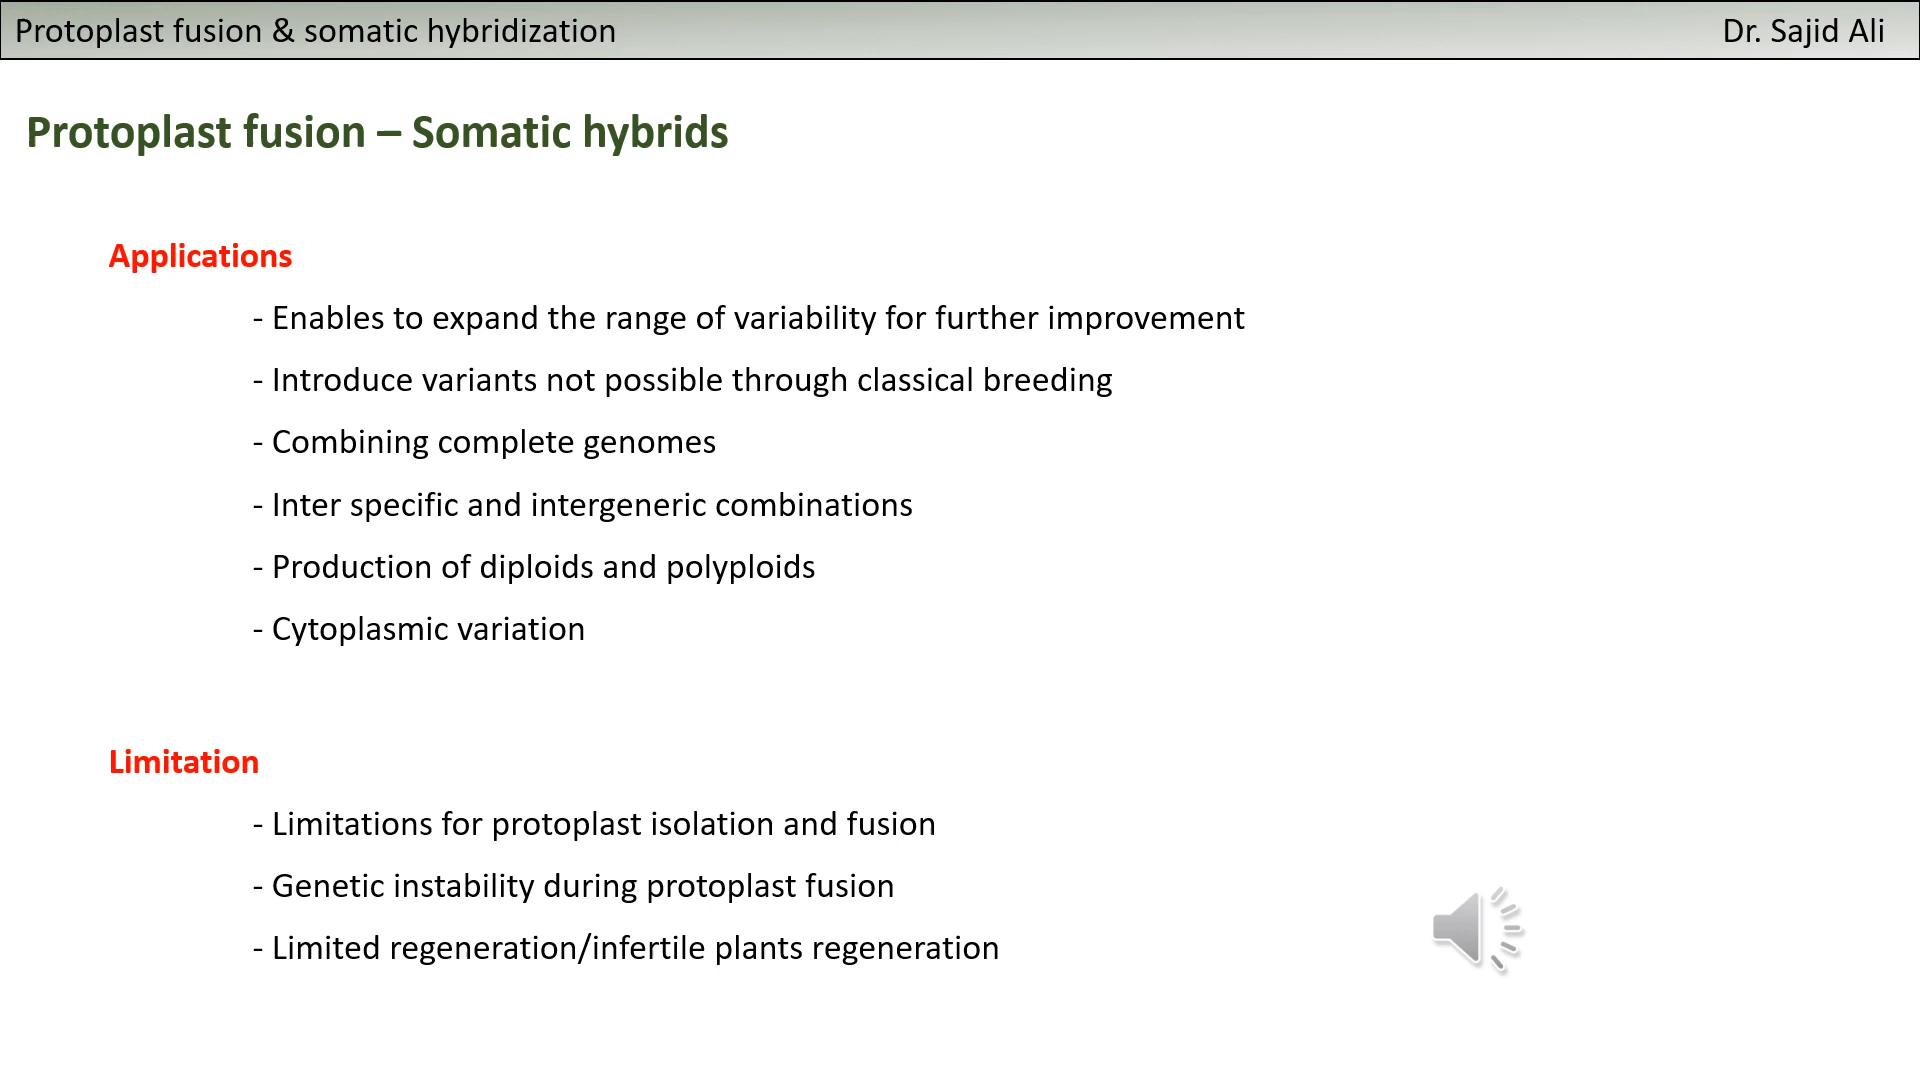 Protoplast fusion & somatic hybridization
Dr. Sajid Ali
Protoplast fusion – Somatic hybrids
Applications
- Enables to expand the range of variability for further improvement
- Introduce variants not possible through classical breeding
- Combining complete genomes
- Inter specific and intergeneric combinations
- Production of diploids and polyploids
- Cytoplasmic variation
Limitation
- Limitations for protoplast isolation and fusion
- Genetic instability during protoplast fusion
- Limited regeneration/infertile plants regeneration